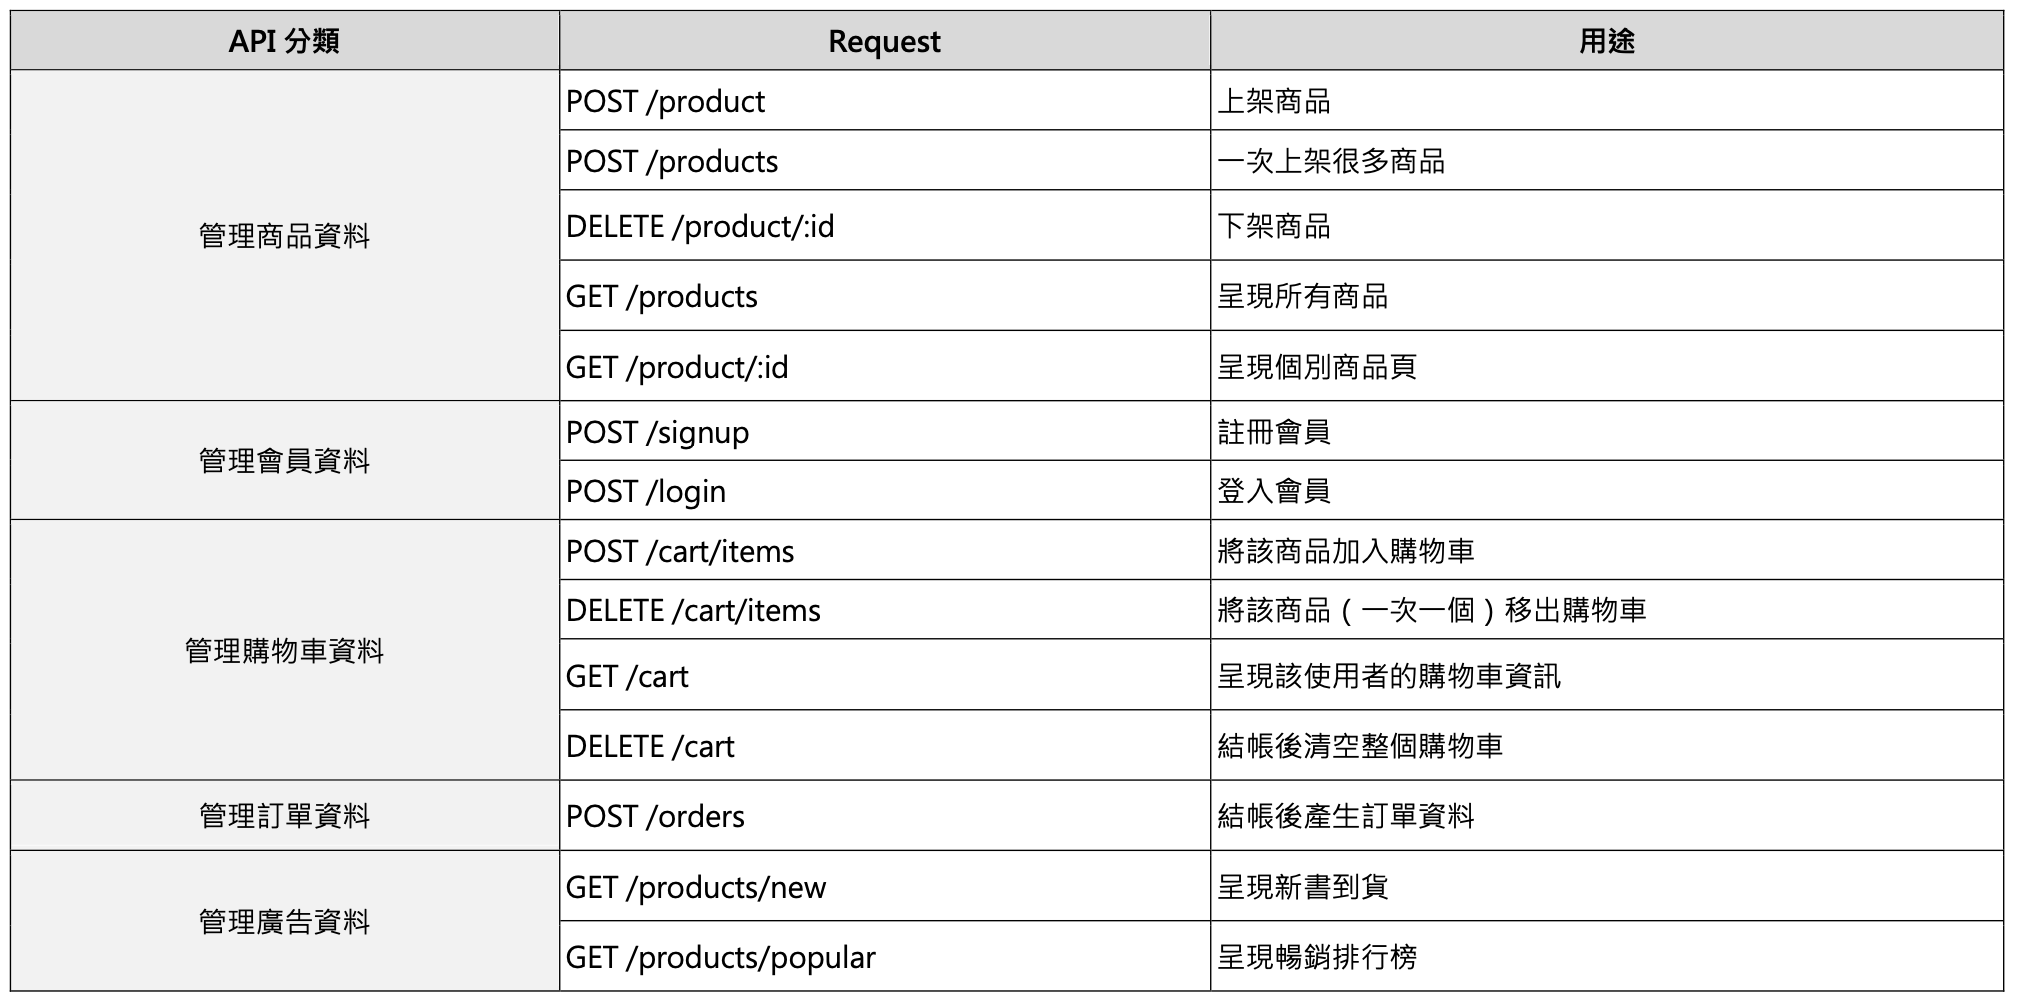 API 分類 Request 用途
管理商品資料
POST /product 上架商品
POST /products 一次上架很多商品
DELETE /product/:id 下架商品
GET /products 呈現所有商品
GET /product/:id 呈現個別商品頁
管理會員資料
POST /signup 註冊會員
POST /login 登入會員
管理購物車資料
POST /cart/items 將該商品加入購物車
DELETE /cart/items 將該商品（一次一個）移出購物車
GET /cart 呈現該使用者的購物車資訊
DELETE /cart 結帳後清空整個購物車
管理訂單資料 POST /orders 結帳後產生訂單資料
管理廣告資料
GET /products/new 呈現新書到貨
GET /products/popular 呈現暢銷排行榜